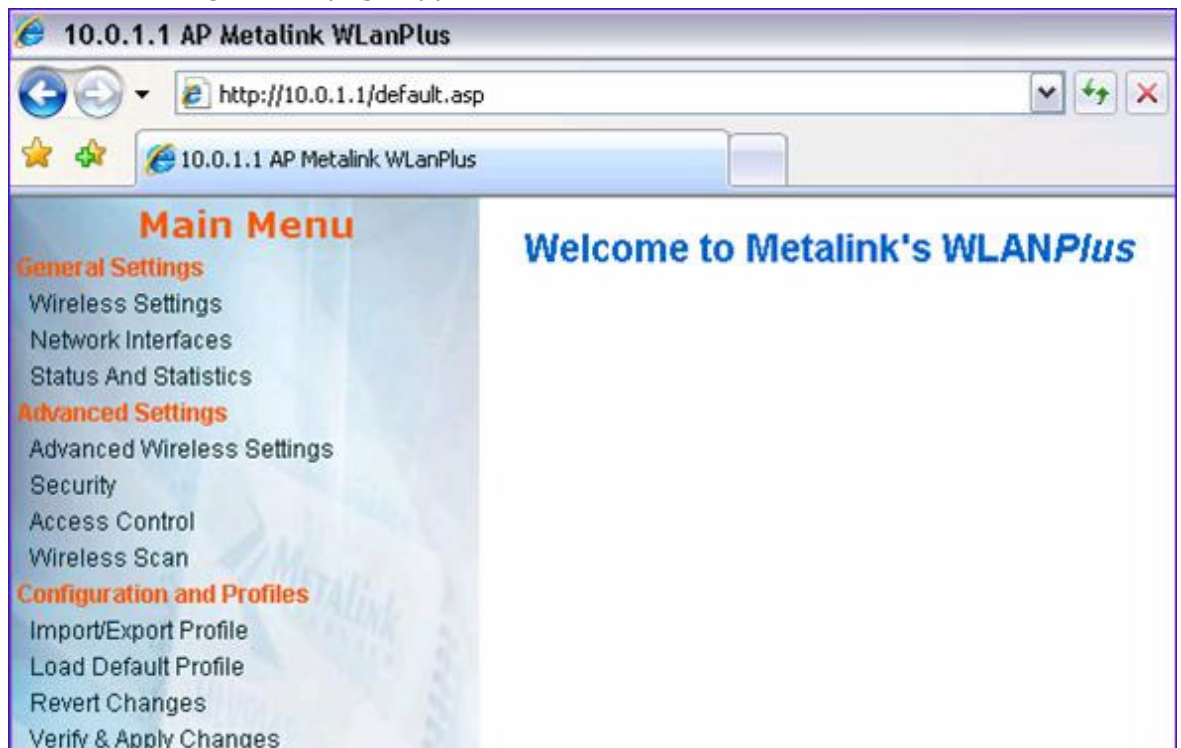 10.0.1.1 AP Metalink WLanPlus
http://10.0.1.1/default.asp
10.0.1.1 AP Metalink WLanPlus
Main Menu
General Settings
Wireless Settings
Network Interfaces
Status And Statistics
Advanced Settings
Advanced Wireless Settings
Security
Access Control
Wireless Scan
Configuration and Profiles
Import/Export Profile
Load Default Profile
Revert Changes
Verify & Apply Changes
Welcome to Metalink's WLANPlus
METALink